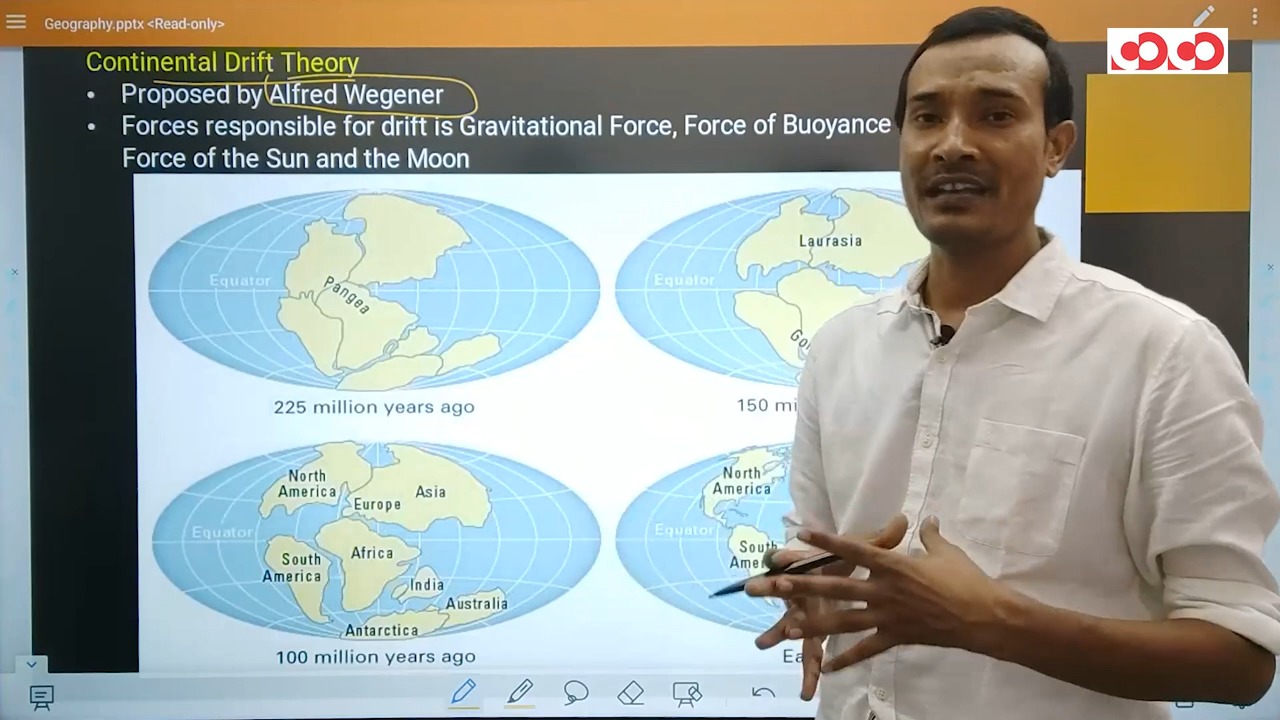 Geography.pptx <Read-only>
Continental Drift Theory
• Proposed by Alfred Wegener
• Forces responsible for drift is Gravitational Force, Force of Buoyance
Force of the Sun and the Moon
Equator
Pangea
225 million years ago
Laurasia
Equator
150
North
America
Europe
Asia
Equator
South
America
Africa
India
Australia
Antarctica
100 million years ago
North
America
Equator
South